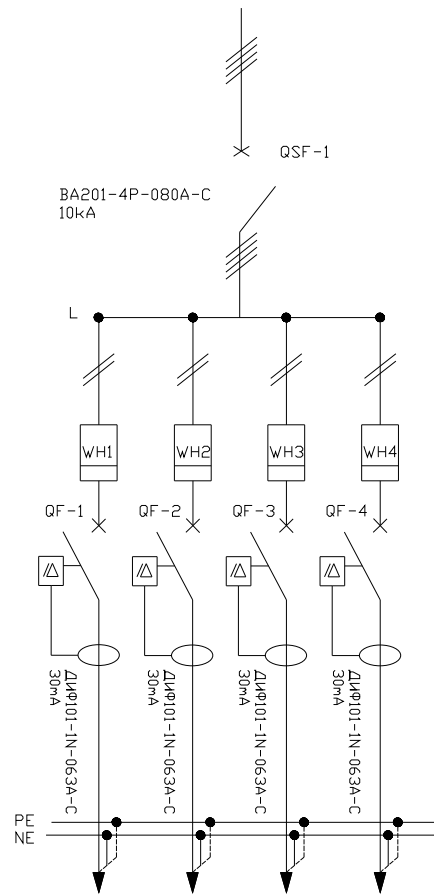 QSF-1
ВА201-4Р-080А-С
10kA
L
WH1
WH2
WH3
WH4
QF-1
QF-2
QF-3
QF-4
ДИФ101-1N-063А-С
30mA
ДИФ101-1N-063А-С
30mA
ДИФ101-1N-063А-С
30mA
ДИФ101-1N-063А-С
30mA
PE
NE